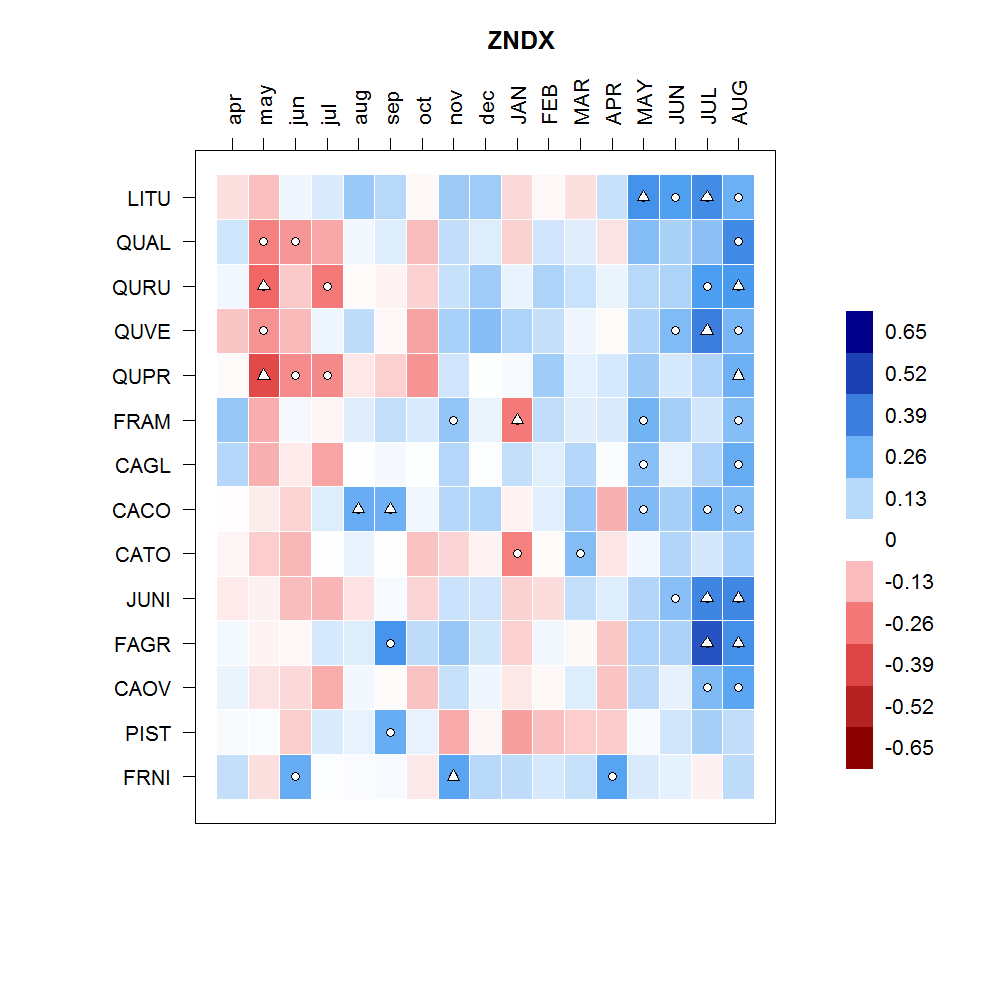 ZNDX
apr may jun jul aug sep oct nov dec JAN FEB MAR APR MAY JUN JUL AUG
LITU
QUAL
QURU
QUVE
QUPR
FRAM
CAGL
CACO
CATO
JUNI
FAGR
CAOV
PIST
FRNI
0.65
0.52
0.39
0.26
0.13
0
-0.13
-0.26
-0.39
-0.52
-0.65